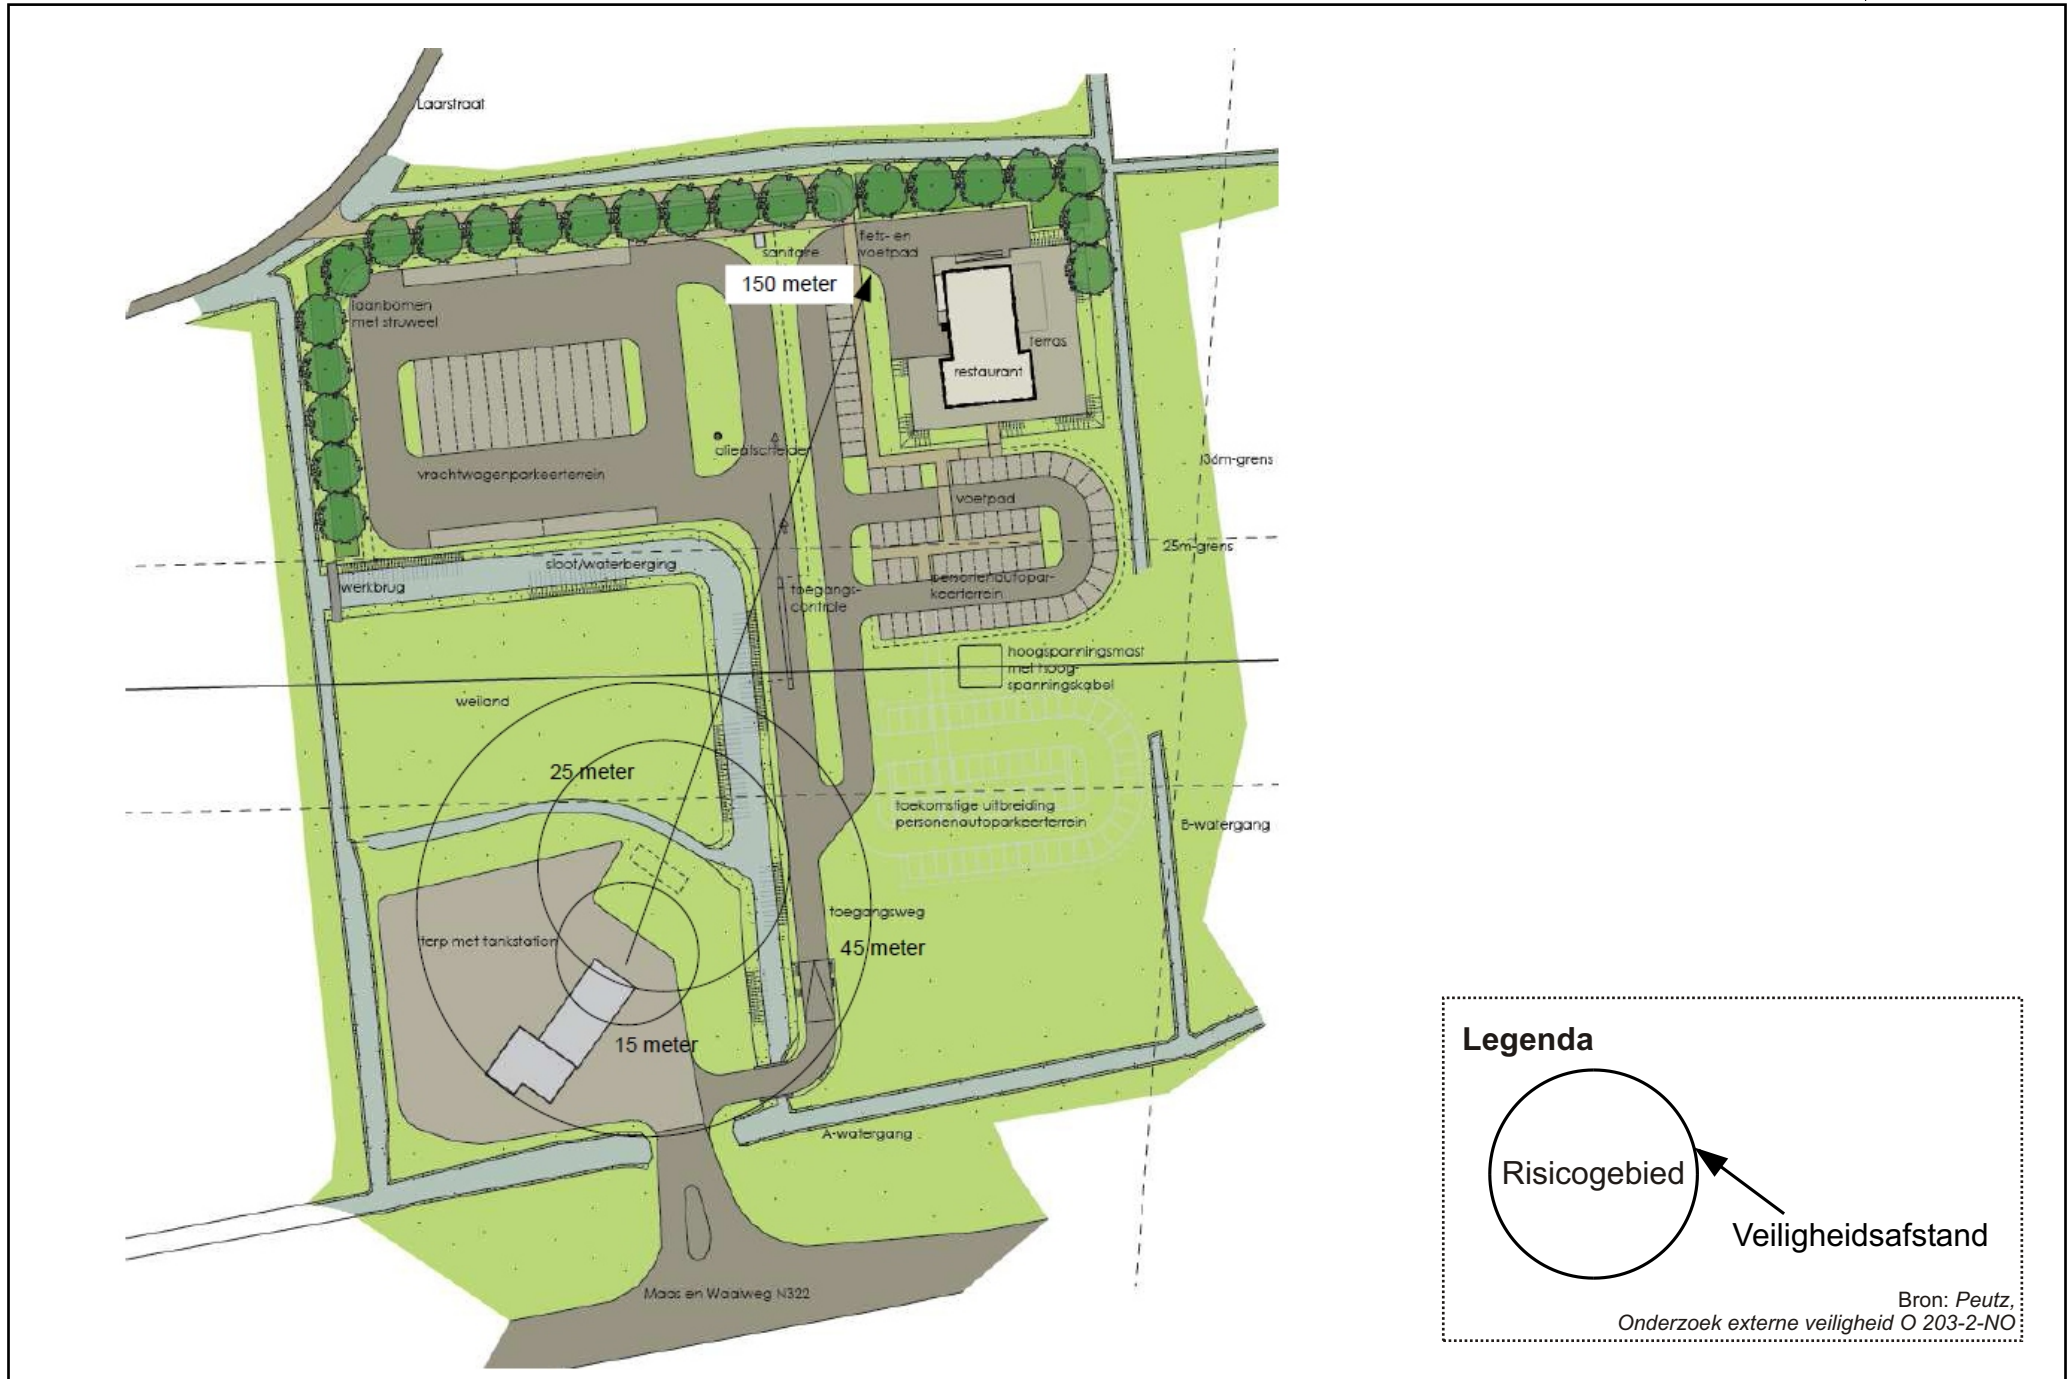 Laarstraat
sanitaire
fiets- en
voetpad
150 meter
laanbomen
met struweel
terras
restaurant
olieafscheider
vrachtwagenparkeerterrein
136m-grens
voetpad
25m-grens
sloot/waterberging
werkbrug
toegangs-
controle
personenautopar-
keerterrein
hoogspanningsmast
met hoog-
spanningskabel
weiland
25 meter
toekomstige uitbreiding
personenautoparkeerterrein
B-watergang
toegangsweg
terp met tankstation
45 meter
15 meter
A-watergang
Maas en Waalweg N322
Legenda
Risicogebied
Veiligheidsafstand
Bron: Peutz,
Onderzoek externe veiligheid O 203-2-NO